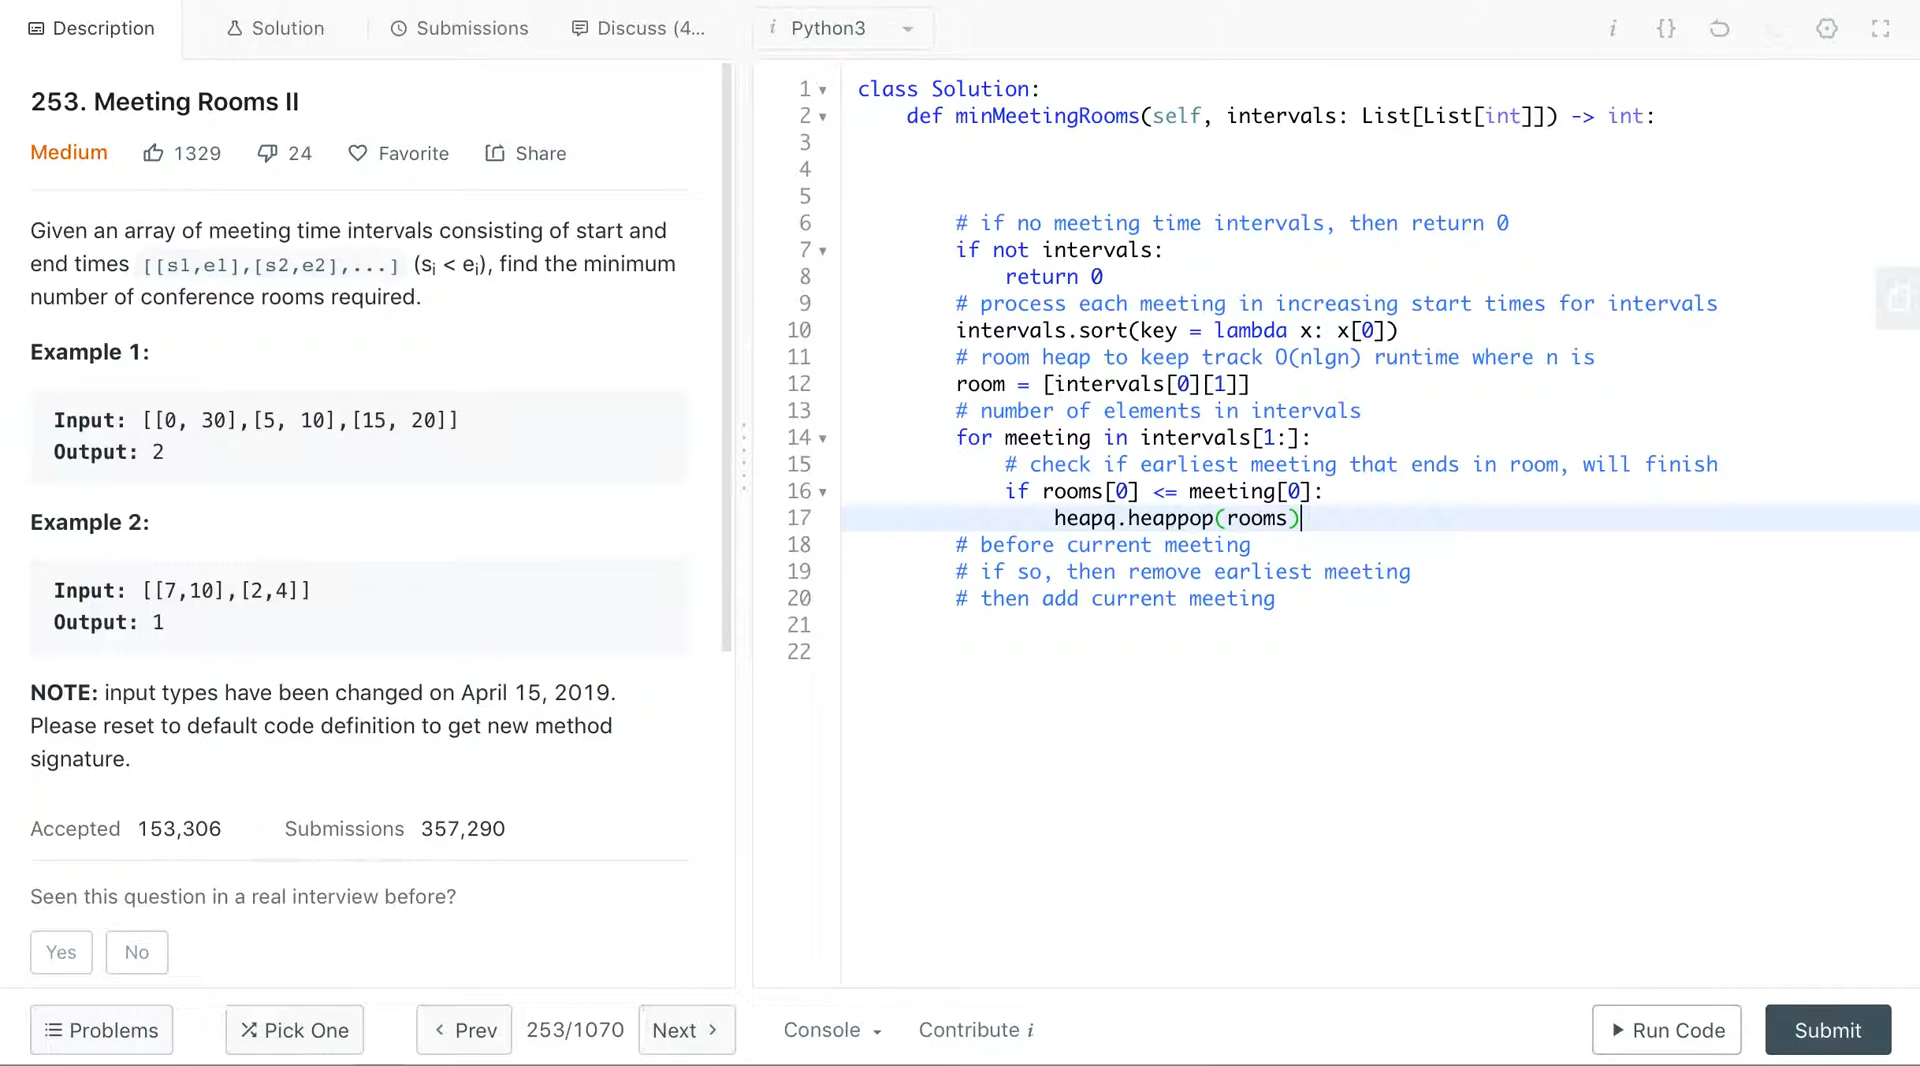 Description
Solution
Submissions
Discuss (4...
i Python3
i {}
253. Meeting Rooms II
Medium 1329 24 Favorite Share
Given an array of meeting time intervals consisting of start and
end times [[s1,e1],[s2,e2],...] (si < ei), find the minimum
number of conference rooms required.
Example 1:
Input: [[0, 30],[5, 10],[15, 20]]
Output: 2
Example 2:
Input: [[7,10],[2,4]]
Output: 1
NOTE: input types have been changed on April 15, 2019.
Please reset to default code definition to get new method
signature.
Accepted 153,306 Submissions 357,290
Seen this question in a real interview before?
Yes No
Problems
Pick One
Prev
253/1070
Next
1 class Solution:
2 def minMeetingRooms(self, intervals: List[List[int]]) -> int:
3
4
5
6 # if no meeting time intervals, then return 0
7 if not intervals:
8 return 0
9 # process each meeting in increasing start times for intervals
10 intervals.sort(key = lambda x: x[0])
11 # room heap to keep track O(nlgn) runtime where n is
12 room = [intervals[0][1]]
13 # number of elements in intervals
14 for meeting in intervals[1:]:
15 # check if earliest meeting that ends in room, will finish
16 if rooms[0] <= meeting[0]:
17 heapq.heappop(rooms)
18 # before current meeting
19 # if so, then remove earliest meeting
20 # then add current meeting
21
22
Console
Contribute i
Run Code
Submit